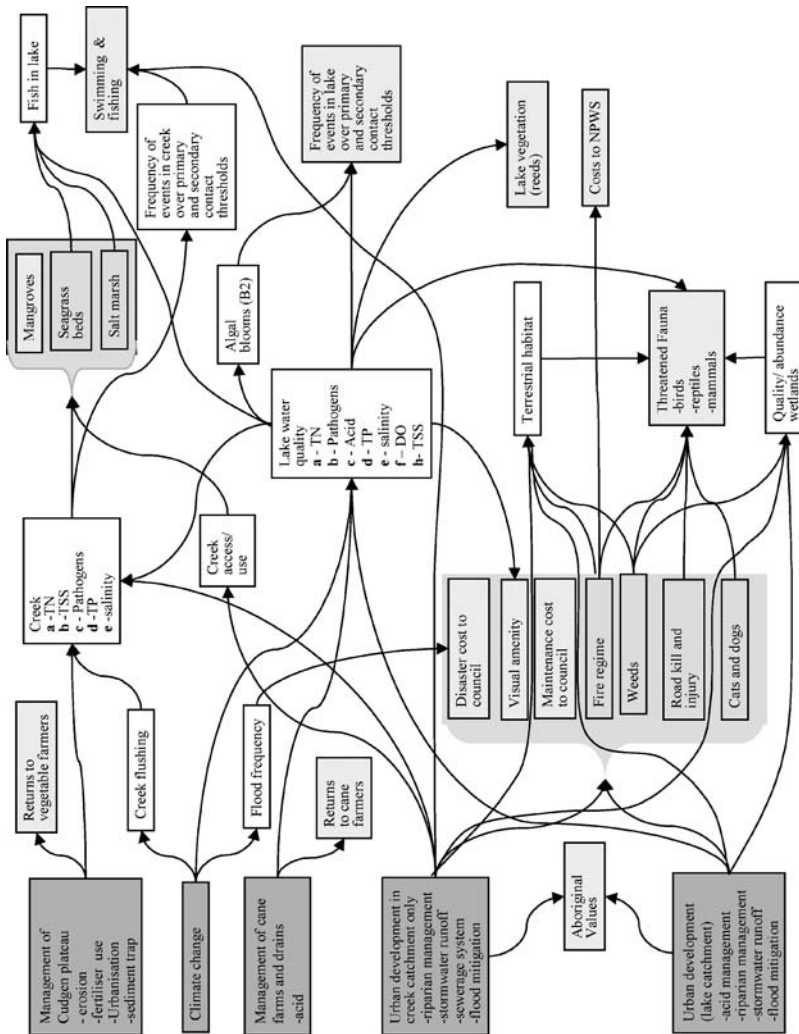 Management of
Cudgen plateau
- erosion
-fertiliser use
-Urbanisation
-sediment trap
Climate change
Management of cane
farms and drains
-acid
Urban development in
creek catchment only
-riparian management
-stormwater runoff
-sewerage system
-flood mitigation
Urban development
(lake catchment)
-acid management
-riparian management
-stormwater runoff
-flood mitigation
Returns to
vegetable farmers
Creek flushing
Flood frequency
Returns
to cane
farmers
Aboriginal
Values
Creek
a -TN
b -TSS
c - Pathogens
d -TP
e -salinity
Creek
access/
use
Disaster cost to
council
Visual amenity
Maintenance cost
to council
Fire regime
Weeds
Road kill and
injury
Cats and dogs
Lake water
quality
a - TN
b - Pathogens
c - Acid
d - TP
e - salinity
f – DO
h- TSS
Mangroves
Seagrass
beds
Salt marsh
Algal
blooms (B2)
Terrestrial habitat
Threatened Fauna
-birds
-reptiles
-mammals
Quality/ abundance
wetlands
Fish in lake
Swimming &
fishing
Frequency of
events in creek
over primary
and secondary
contact
thresholds
Frequency of
events in lake
over primary
and secondary
contact
thresholds
Lake vegetation
(reeds)
Costs to NPWS